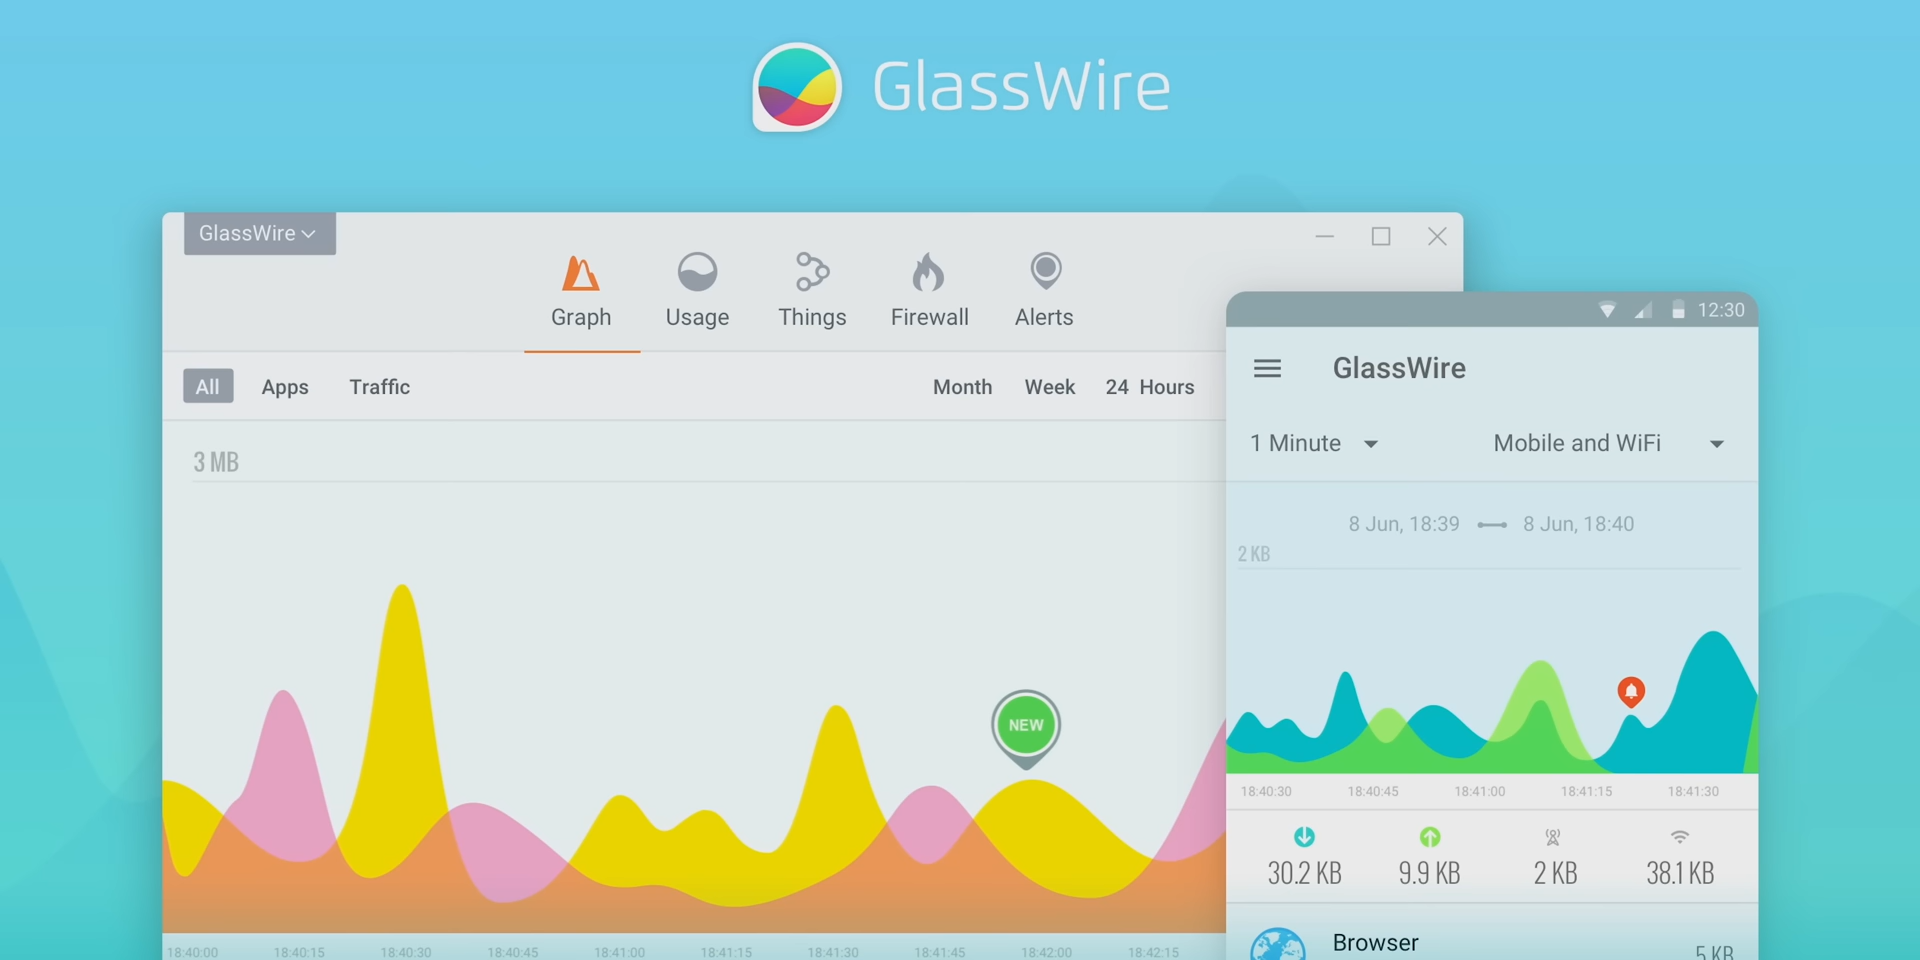 GlassWire
GlassWire
Graph
Usage
Things
Firewall
Alerts
All
Apps
Traffic
Month
Week
24 Hours
3 MB
NEW
18:40:00
18:40:15
18:40:30
18:40:45
18:41:00
18:41:15
18:41:30
18:41:45
18:42:00
18:42:15
12:30
GlassWire
1 Minute
Mobile and WiFi
8 Jun, 18:39
8 Jun, 18:40
2 KB
18:40:30
18:40:45
18:41:00
18:41:15
18:41:30
30.2 KB
9.9 KB
2 KB
38.1 KB
Browser
5 KB